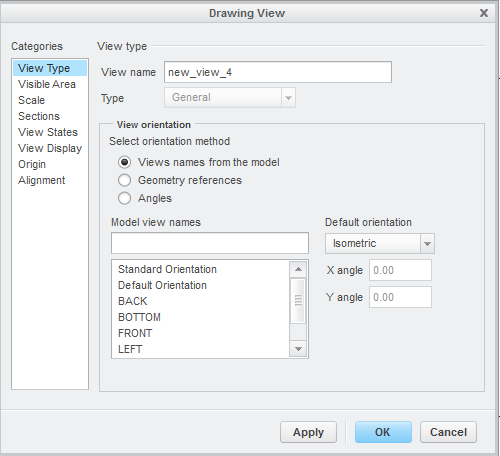 Drawing View
Categories
View Type
Visible Area
Scale
Sections
View States
View Display
Origin
Alignment
View type
View name new_view_4
Type General
View orientation
Select orientation method
Views names from the model
Geometry references
Angles
Model view names
Standard Orientation
Default Orientation
BACK
BOTTOM
FRONT
LEFT
Default orientation
Isometric
X angle 0.00
Y angle 0.00
Apply OK Cancel